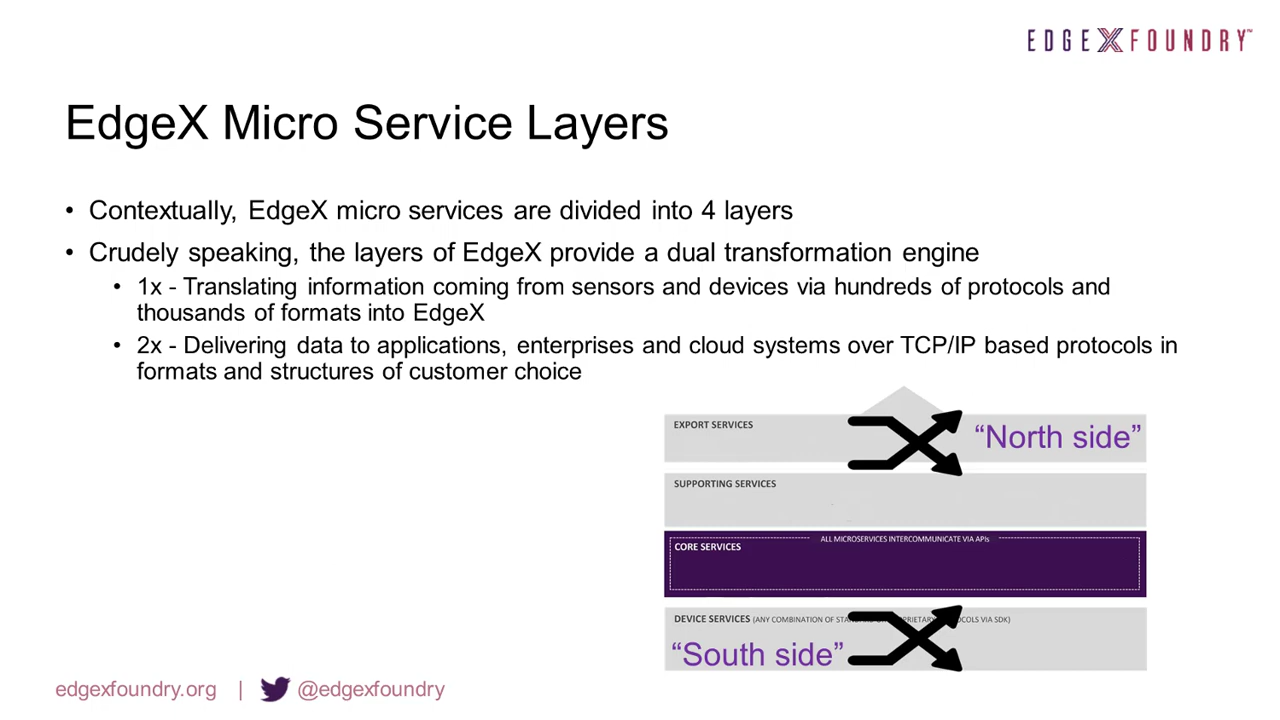 EDGE X FOUNDRY™
EdgeX Micro Service Layers
• Contextually, EdgeX micro services are divided into 4 layers
• Crudely speaking, the layers of EdgeX provide a dual transformation engine
• 1x - Translating information coming from sensors and devices via hundreds of protocols and
thousands of formats into EdgeX
• 2x - Delivering data to applications, enterprises and cloud systems over TCP/IP based protocols in
formats and structures of customer choice
EXPORT SERVICES
“North side”
SUPPORTING SERVICES
ALL MICROSERVICES INTERCOMMUNICATE VIA APIs
CORE SERVICES
DEVICE SERVICES (ANY COMBINATION OF VIA SDK)
“South side”
edgexfoundry.org | @edgexfoundry